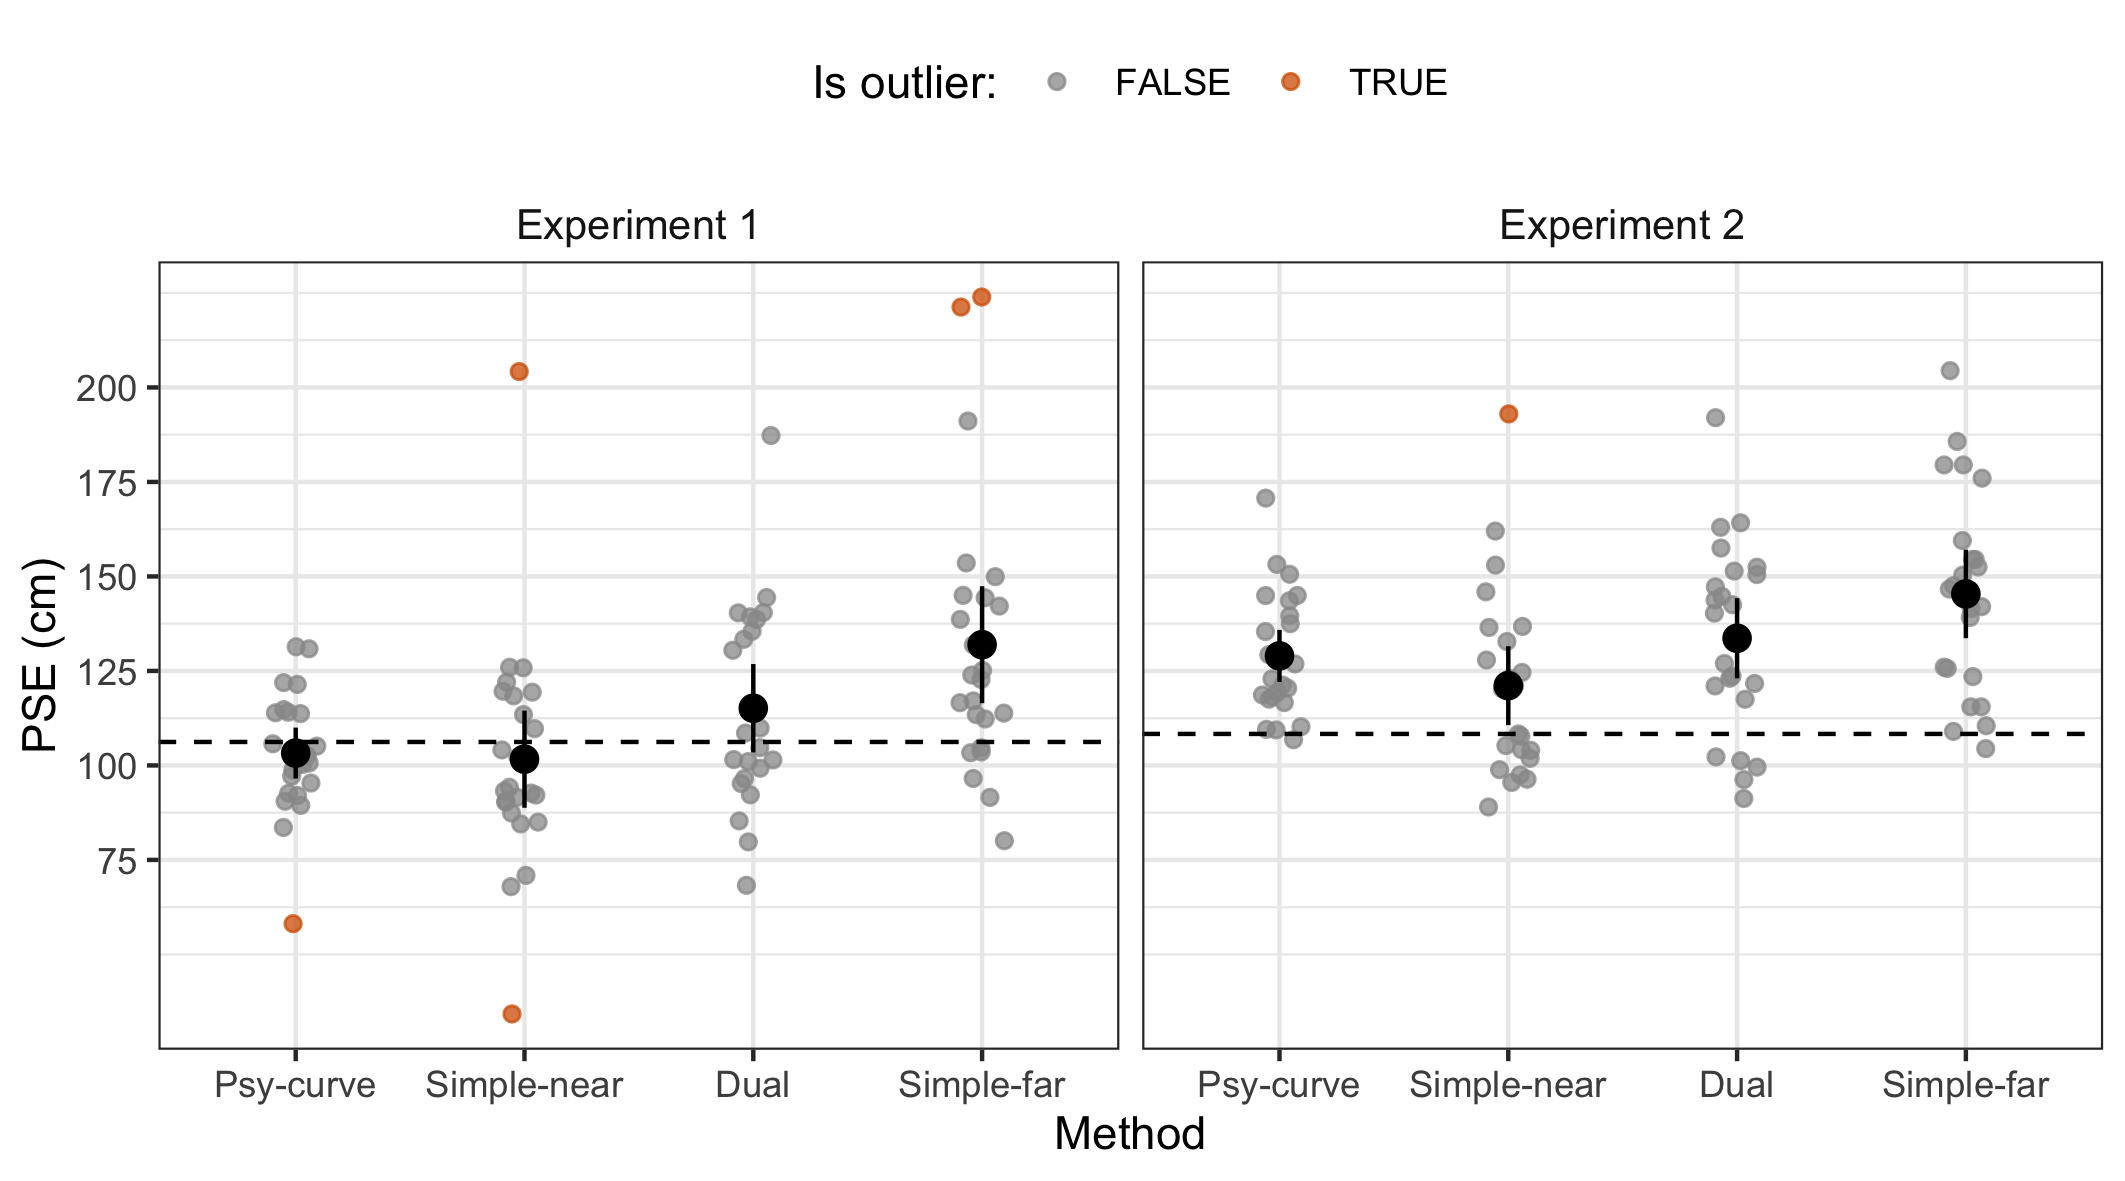 Is outlier: FALSE TRUE
Experiment 1 Experiment 2
PSE (cm)
200
175
150
125
100
75
Psy-curve Simple-near Dual Simple-far Psy-curve Simple-near Dual Simple-far
Method